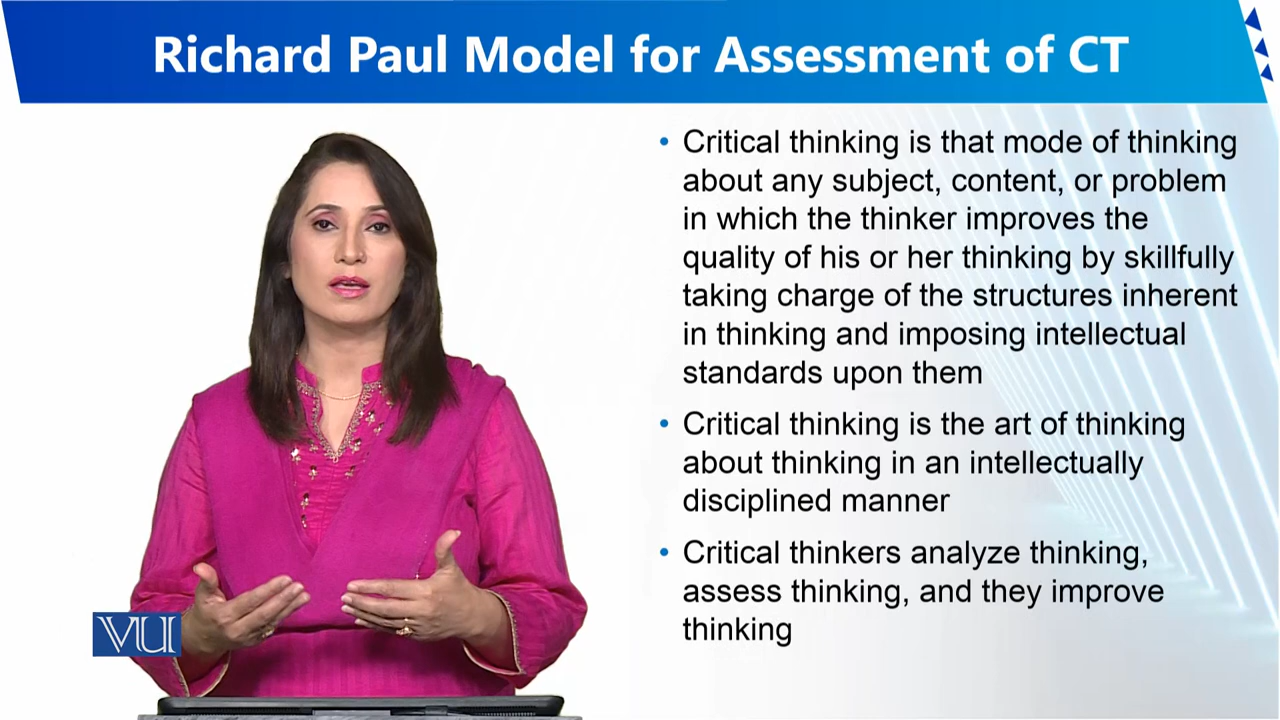 Richard Paul Model for Assessment of CT
• Critical thinking is that mode of thinking
about any subject, content, or problem
in which the thinker improves the
quality of his or her thinking by skillfully
taking charge of the structures inherent
in thinking and imposing intellectual
standards upon them
• Critical thinking is the art of thinking
about thinking in an intellectually
disciplined manner
• Critical thinkers analyze thinking,
assess thinking, and they improve
thinking
VU